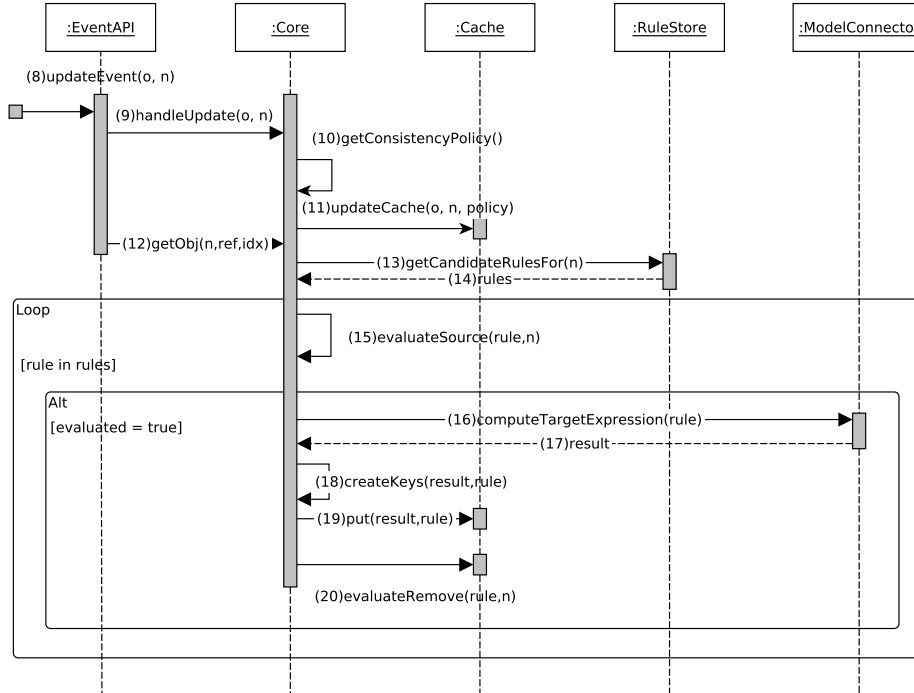 :EventAPI
:Core
:Cache
:RuleStore
:ModelConnecto
(8)updateEvent(o, n)
(9)handleUpdate(o, n)
(10)getConsistencyPolicy()
(11)updateCache(o, n, policy)
(12)getObj(n,ref,idx)
(13)getCandidateRulesFor(n)
(14)rules
Loop
(15)evaluateSource(rule,n)
[rule in rules]
Alt
[evaluated = true]
(16)computeTargetExpression(rule)
(17)result
(18)createKeys(result,rule)
(19)put(result,rule)
(20)evaluateRemove(rule,n)